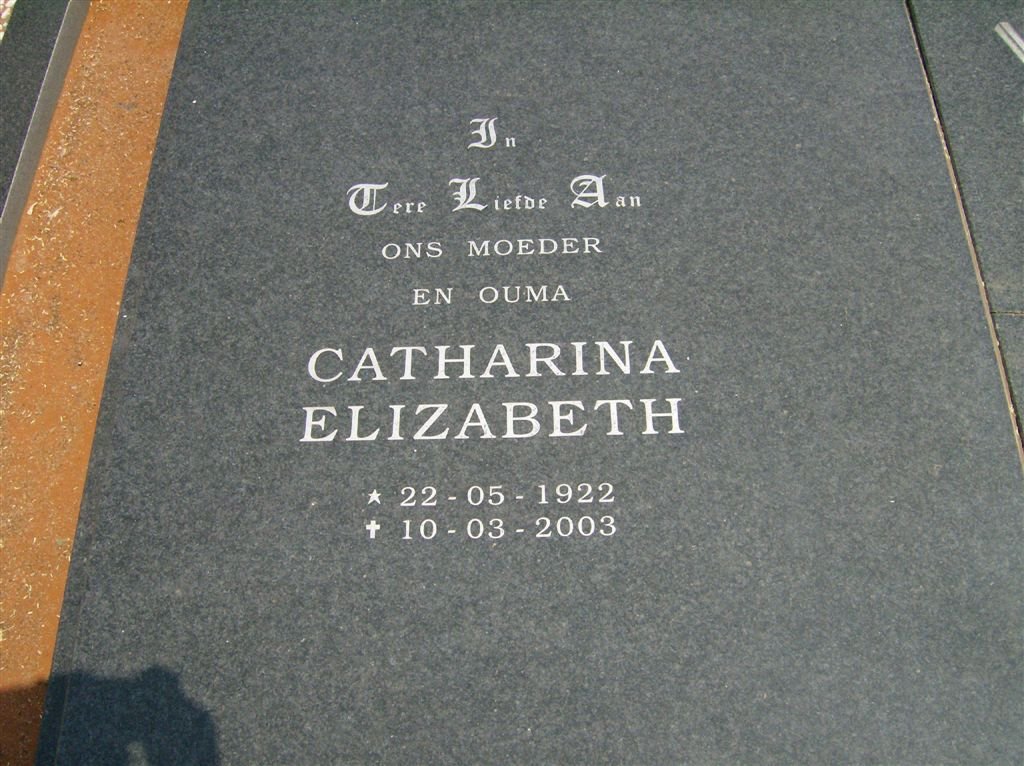 In
Tere Liefde Aan
ONS MOEDER
EN OUMA
CATHARINA
ELIZABETH
★ 22-05-1922
✝ 10-03-2003